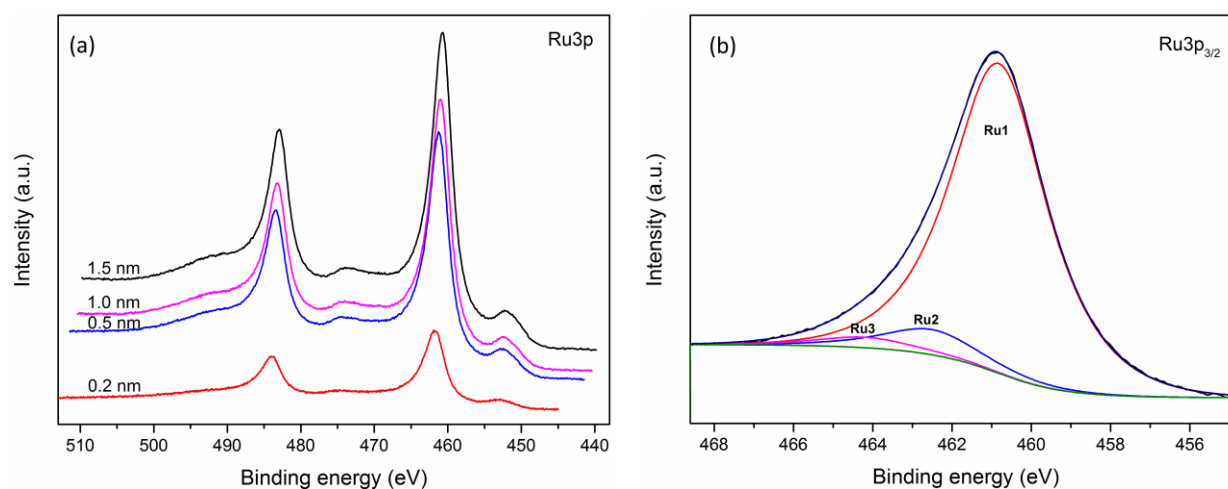 (a)
Ru3p
Intensity (a.u.)
1.5 nm
1.0 nm
0.5 nm
0.2 nm
510 500 490 480 470 460 450 440
Binding energy (eV)
(b)
Ru3p3/2
Intensity (a.u.)
Ru1
Ru2
Ru3
468 466 464 462 460 458 456
Binding energy (eV)